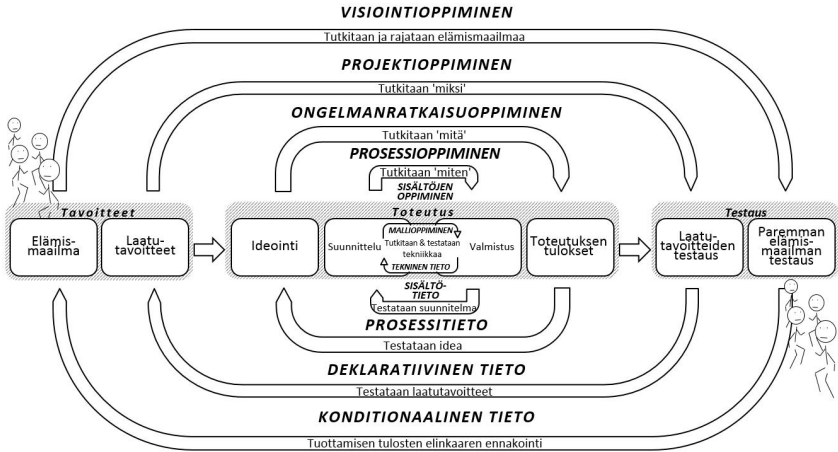 VISIOINTIOPPIMINEN
Tutkitaan ja rajataan elämismaailmaa
PROJEKTIOPPIMINEN
Tutkitaan 'miksi'
ONGELMANRATKAISUOPPIMINEN
Tutkitaan 'mitä'
PROSESSIOPPIMINEN
Tutkitaan 'miten'
SISÄLTÖJEN
OPPIMINEN
Tavoitteet
Elämis-
maailma
Laatu-
tavoitteet
Toteutus
Ideointi
Suunnittelu
MALLIOPPIMINEN
Tutkitaan & testataan
tekniikkaa
TEKNINEN TIETO
Valmistus
Toteutuksen
tulokset
Testaus
Laatu-
tavoitteiden
testaus
Paremman
elämis-
maailman
testaus
SISÄLTÖ-
TIETO
Testataan suunnitelma
PROSESSITIETO
Testataan idea
DEKLARATIIVINEN TIETO
Testataan laatutavoitteet
KONDITIONAALINEN TIETO
Tuottamisen tulosten elinkaaren ennakointi